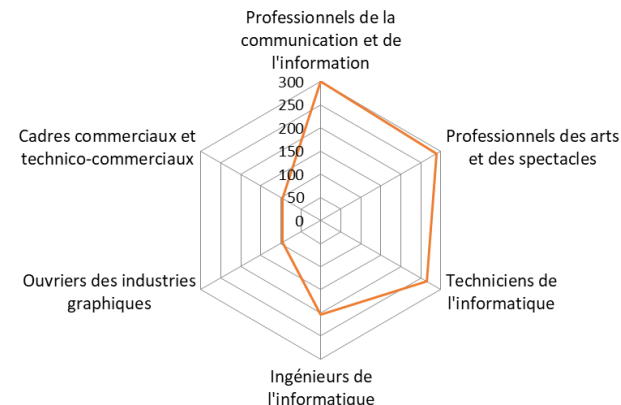 Professionnels de la
communication et de
l'information
300
250
200
150
100
50
0
Professionnels des arts
et des spectacles
Techniciens de
l'informatique
Ingénieurs de
l'informatique
Ouvriers des industries
graphiques
Cadres commerciaux et
technico-commerciaux